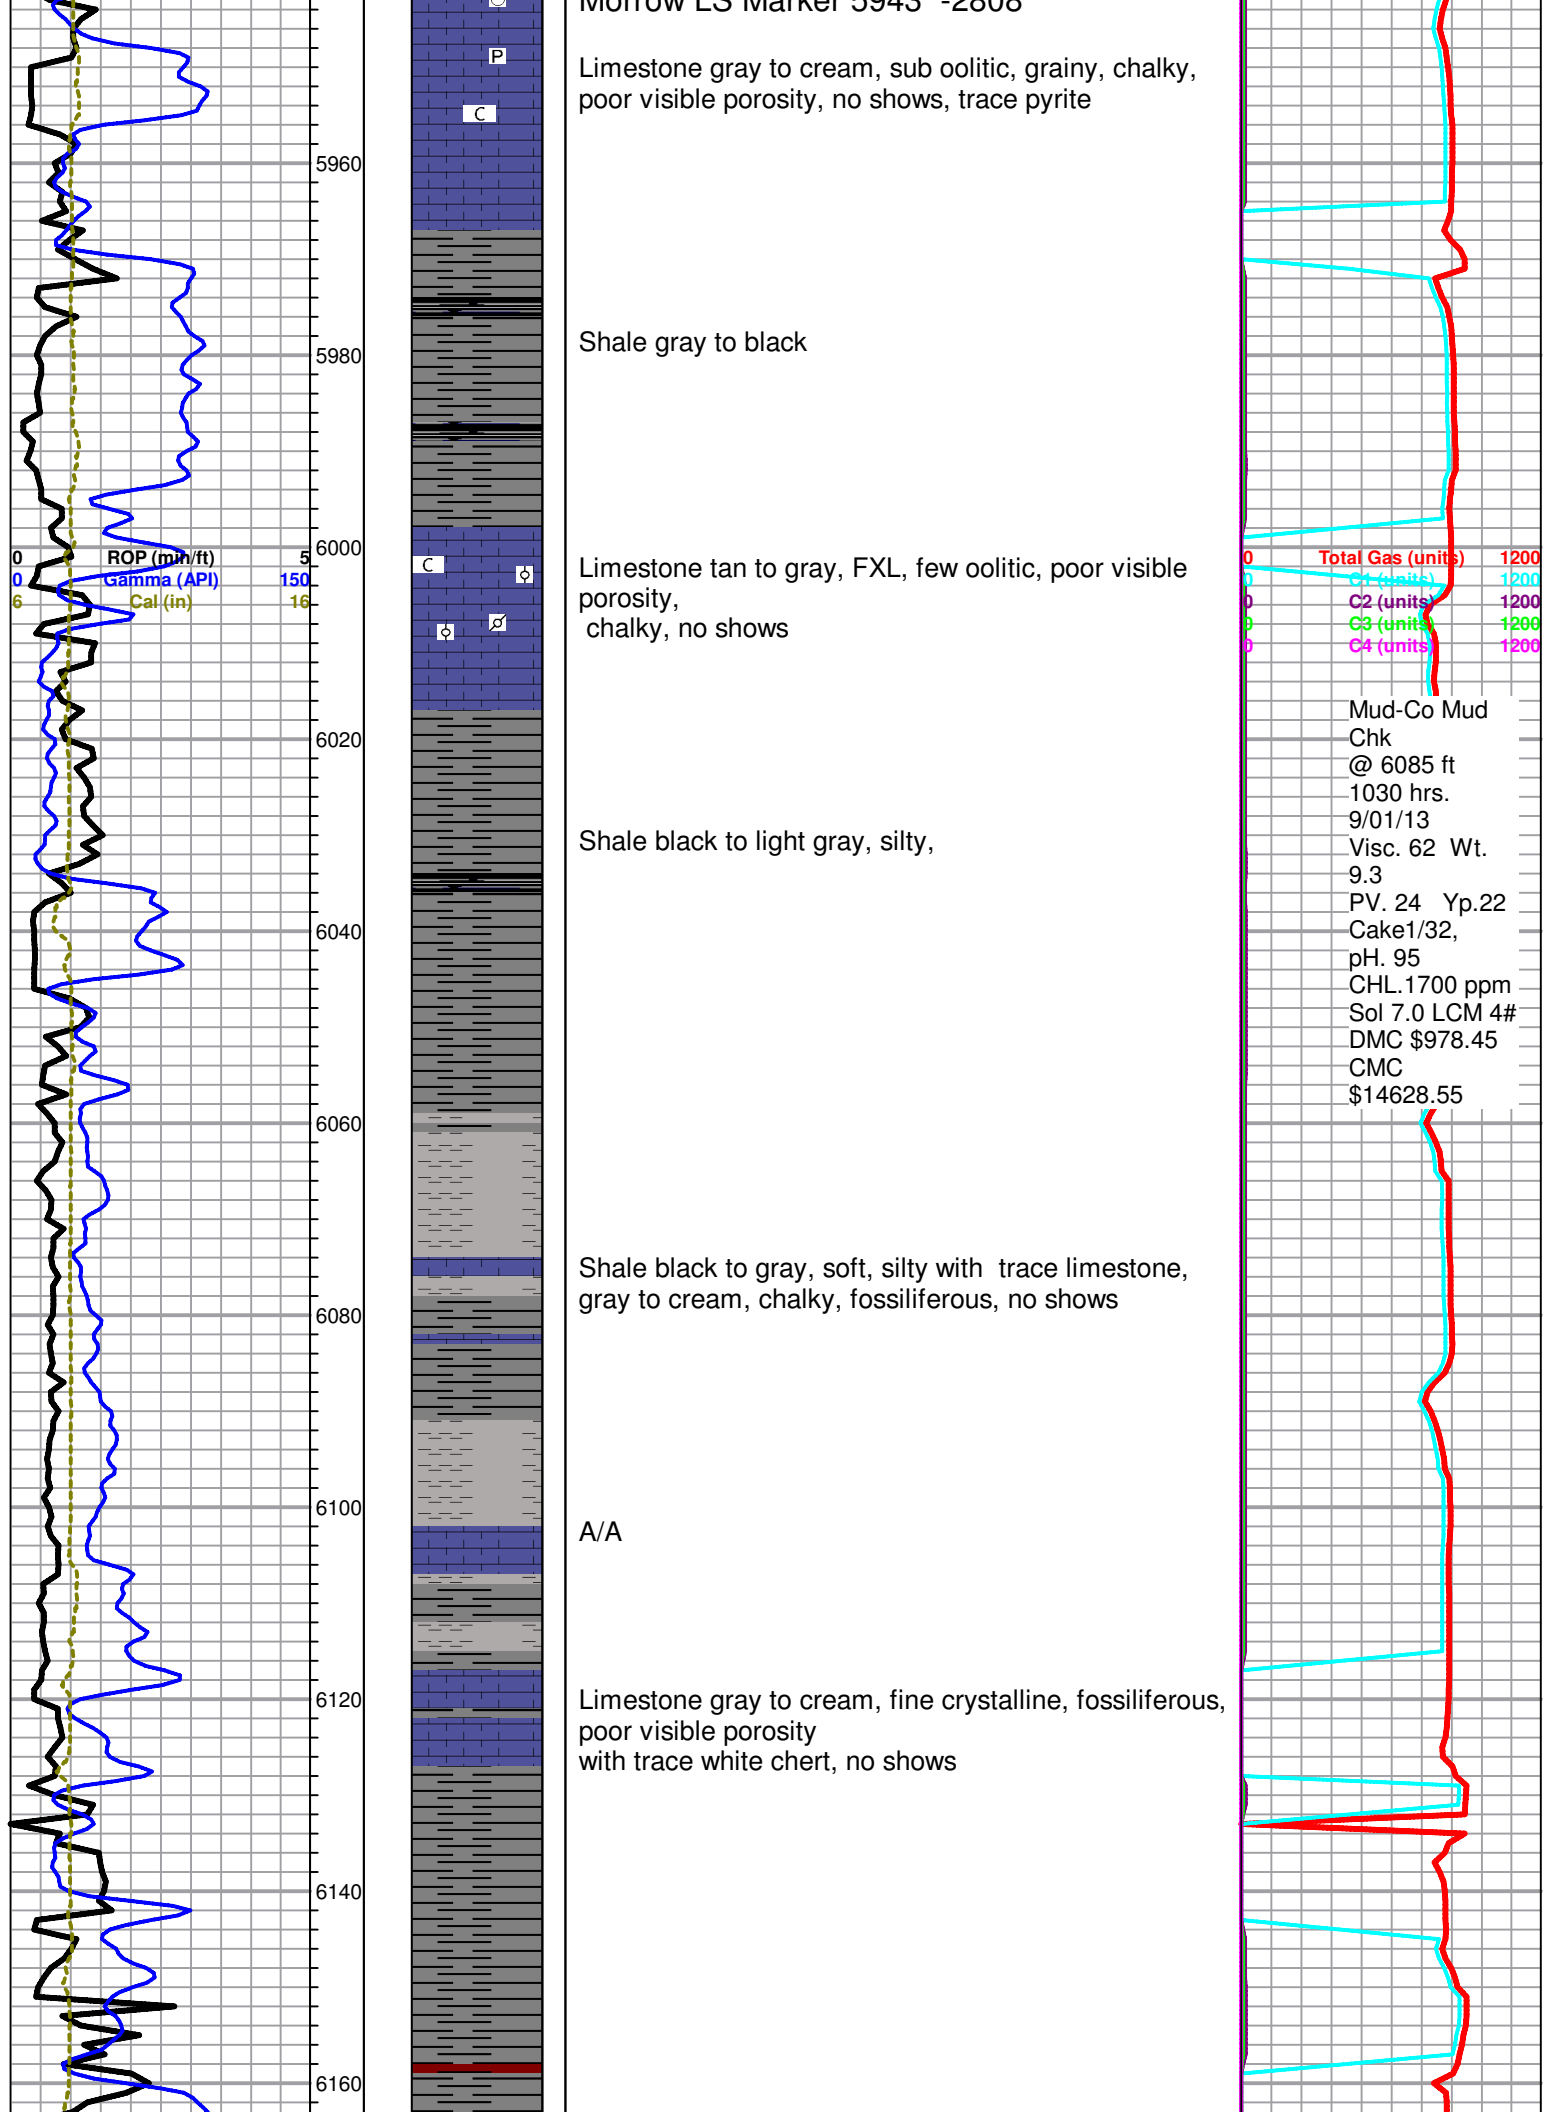 Morrow LS Marker 5943' -2808'
P
Limestone gray to cream, sub oolitic, grainy, chalky,
poor visible porosity, no shows, trace pyrite
C
5960
5980
Shale gray to black
6000
0 ROP (min/ft) 5
0 Gamma (API) 150
6 Cal (in) 16
C
Limestone tan to gray, FXL, few oolitic, poor visible
porosity,
chalky, no shows
0 Total Gas (units) 1200
0 C1 (units) 1200
0 C2 (units) 1200
0 C3 (units) 1200
0 C4 (units) 1200
Mud-Co Mud
Chk
@ 6085 ft
1030 hrs.
9/01/13
Visc. 62 Wt.
9.3
PV. 24 Yp.22
Cake1/32,
pH. 95
CHL.1700 ppm
Sol 7.0 LCM 4#
DMC $978.45
CMC
$14628.55
6020
Shale black to light gray, silty,
6040
6060
Shale black to gray, soft, silty with trace limestone,
gray to cream, chalky, fossiliferous, no shows
6080
6100
A/A
6120
Limestone gray to cream, fine crystalline, fossiliferous,
poor visible porosity
with trace white chert, no shows
6140
6160